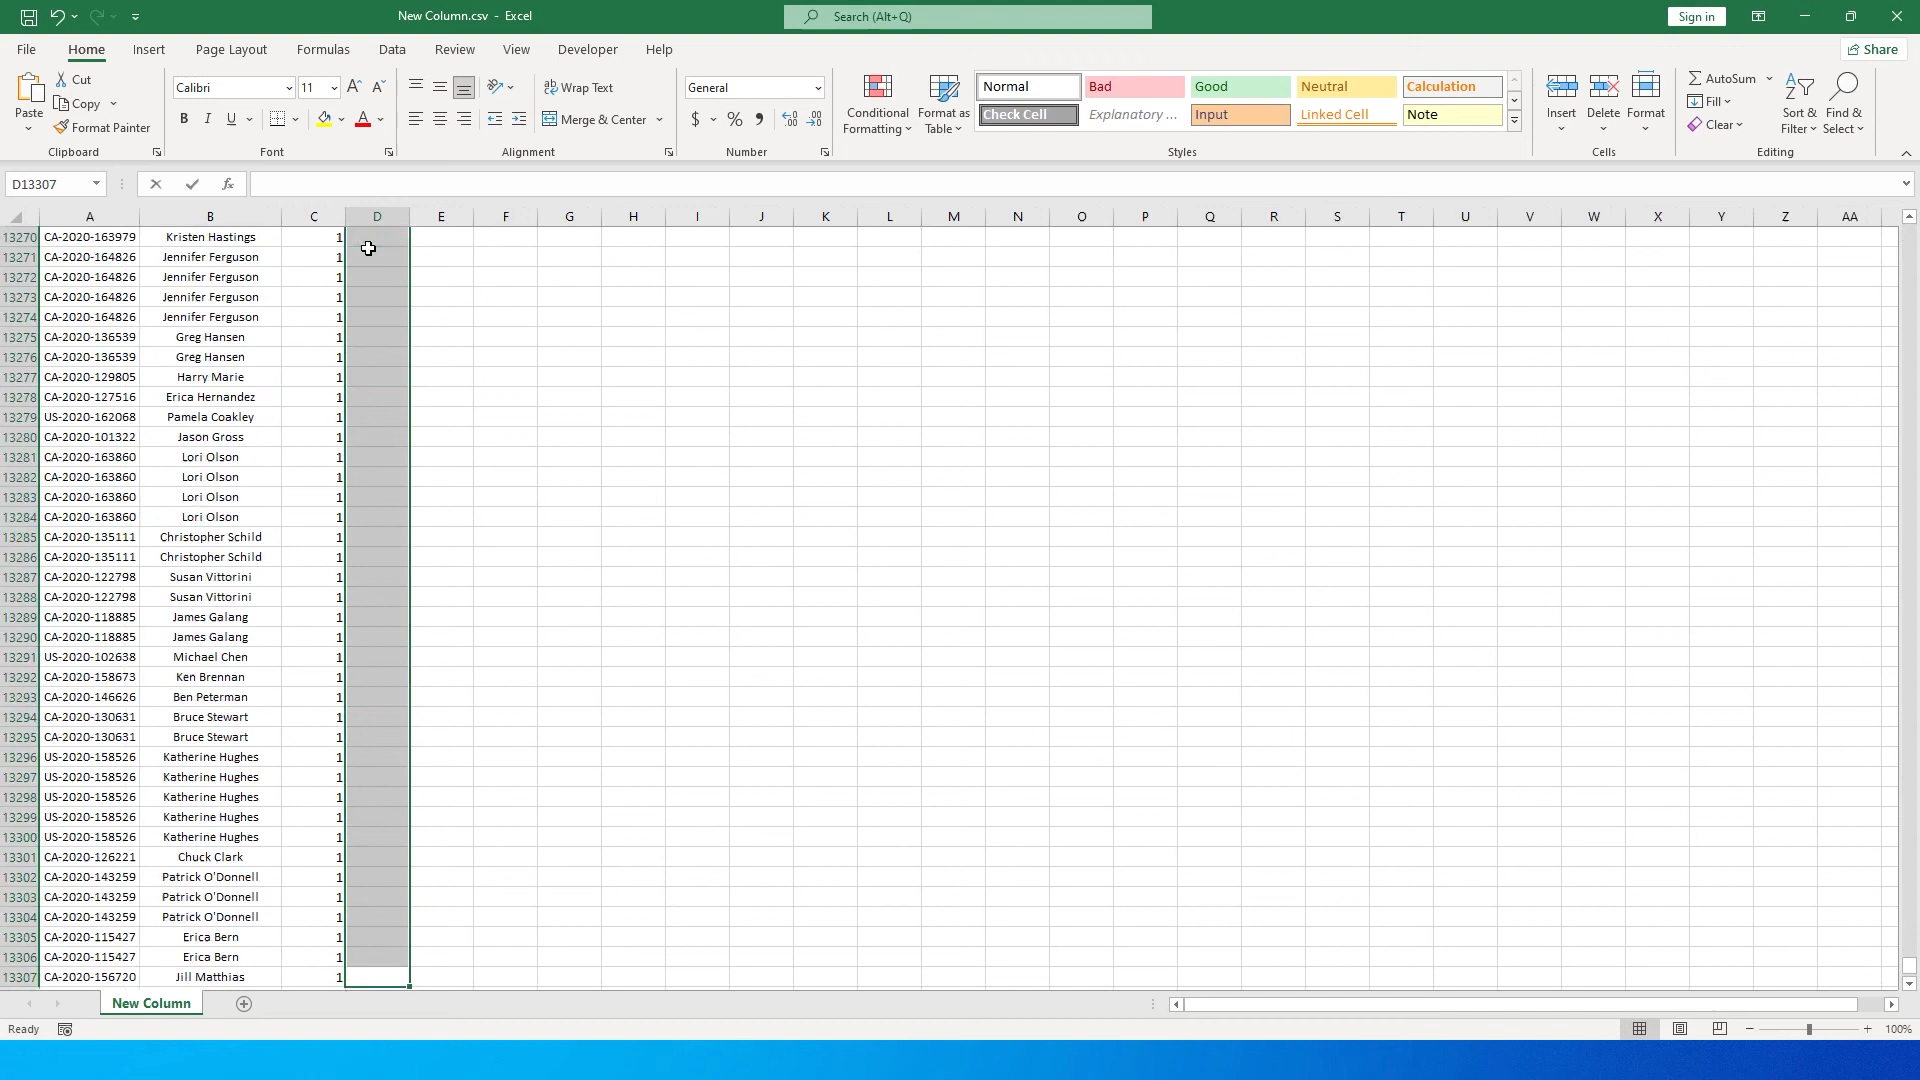 New Column.csv - Excel
Search (Alt+Q)
Sign in
File Home Insert Page Layout Formulas Data Review View Developer Help
Share
Paste
Cut
Copy
Format Painter
Clipboard
Calibri 11
B I U
Font
Wrap Text
Merge & Center
Alignment
General
$ % 9
Number
Conditional Formatting
Format as Table
Normal Bad Good Neutral Calculation
Check Cell Explanatory ... Input Linked Cell Note
Styles
Insert Delete Format
Cells
AutoSum
Fill
Clear
Sort & Filter
Find & Select
Editing
D13307
fx
A B C D E F G H I J K L M N O P Q R S T U V W X Y Z AA
13270 CA-2020-163979 Kristen Hastings 1
13271 CA-2020-164826 Jennifer Ferguson 1
13272 CA-2020-164826 Jennifer Ferguson 1
13273 CA-2020-164826 Jennifer Ferguson 1
13274 CA-2020-164826 Jennifer Ferguson 1
13275 CA-2020-136539 Greg Hansen 1
13276 CA-2020-136539 Greg Hansen 1
13277 CA-2020-129805 Harry Marie 1
13278 CA-2020-127516 Erica Hernandez 1
13279 US-2020-162068 Pamela Coakley 1
13280 CA-2020-101322 Jason Gross 1
13281 CA-2020-163860 Lori Olson 1
13282 CA-2020-163860 Lori Olson 1
13283 CA-2020-163860 Lori Olson 1
13284 CA-2020-163860 Lori Olson 1
13285 CA-2020-135111 Christopher Schild 1
13286 CA-2020-135111 Christopher Schild 1
13287 CA-2020-122798 Susan Vittorini 1
13288 CA-2020-122798 Susan Vittorini 1
13289 CA-2020-118885 James Galang 1
13290 CA-2020-118885 James Galang 1
13291 US-2020-102638 Michael Chen 1
13292 CA-2020-158673 Ken Brennan 1
13293 CA-2020-146626 Ben Peterman 1
13294 CA-2020-130631 Bruce Stewart 1
13295 CA-2020-130631 Bruce Stewart 1
13296 US-2020-158526 Katherine Hughes 1
13297 US-2020-158526 Katherine Hughes 1
13298 US-2020-158526 Katherine Hughes 1
13299 US-2020-158526 Katherine Hughes 1
13300 US-2020-158526 Katherine Hughes 1
13301 CA-2020-126221 Chuck Clark 1
13302 CA-2020-143259 Patrick O'Donnell 1
13303 CA-2020-143259 Patrick O'Donnell 1
13304 CA-2020-143259 Patrick O'Donnell 1
13305 CA-2020-115427 Erica Bern 1
13306 CA-2020-115427 Erica Bern 1
13307 CA-2020-156720 Jill Matthias 1
New Column
Ready
100%